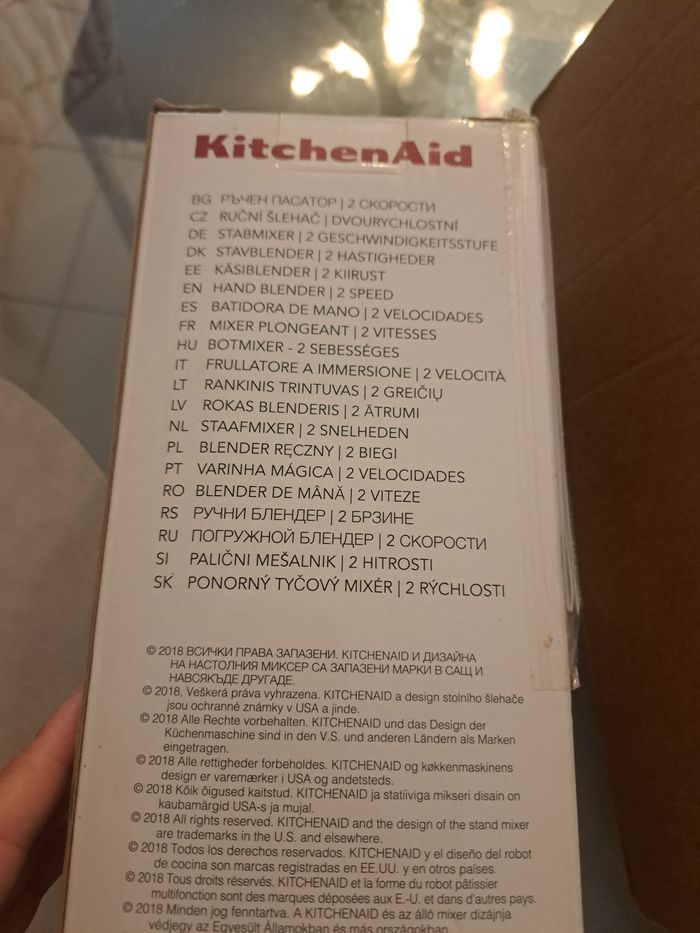 KitchenAid
BG РЪЧЕН ПАСАТОР | 2 СКОРОСТИ
CZ RUČNÍ ŠLEHAČ | DVOURYCHLOSTNÍ
DE STABMIXER | 2 GESCHWINDIGKEITSSTUFE
DK STAVBLENDER | 2 HASTIGHEDER
EE KÄSIBLENDER | 2 KIIRUST
EN HAND BLENDER | 2 SPEED
ES BATIDORA DE MANO | 2 VELOCIDADES
FR MIXER PLONGEANT | 2 VITESSES
HU BOTMIXER - 2 SEBESSÉGES
IT FRULLATORE A IMMERSIONE | 2 VELOCITÀ
LT RANKINIS TRINTUVAS | 2 GREIČIŲ
LV ROKAS BLENDERIS | 2 ĀTRUMI
NL STAAFMIXER | 2 SNELHEDEN
PL BLENDER RĘCZNY | 2 BIEGI
PT VARINHA MÁGICA | 2 VELOCIDADES
RO BLENDER DE MÂNĂ | 2 VITEZE
RS РУЧНИ БЛЕНДЕР | 2 БРЗИНЕ
RU ПОГРУЖНОЙ БЛЕНДЕР | 2 СКОРОСТИ
SI PALIČNI MEŠALNIK | 2 HITROSTI
SK PONORNÝ TYČOVÝ MIXÉR | 2 RÝCHLOSTI
© 2018 ВСИЧКИ ПРАВА ЗАПАЗЕНИ. KITCHENAID И ДИЗАЙНА
НА НАСТОЛНИЯ МИКСЕР СА ЗАПАЗЕНИ МАРКИ В САЩ И
НАВСЯКЪДЕ ДРУГАДЕ.
© 2018, Veškerá práva vyhrazena. KITCHENAID a design stolního šlehače
jsou ochranné známky v USA a jinde.
© 2018 Alle Rechte vorbehalten. KITCHENAID und das Design der
Küchenmaschine sind in den V.S. und anderen Ländern als Marken
eingetragen.
© 2018 Alle rettigheder forbeholdes. KITCHENAID og køkkenmaskinens
design er varemærker i USA og andetsteds.
© 2018 Kõik õigused kaitstud. KITCHENAID ja statiiviga mikseri disain on
kaubamärgid USA-s ja mujal.
© 2018 All rights reserved. KITCHENAID and the design of the stand mixer
are trademarks in the U.S. and elsewhere.
© 2018 Todos los derechos reservados. KITCHENAID y el diseño del robot
de cocina son marcas registradas en EE.UU. y en otros países.
© 2018 Tous droits réservés. KITCHENAID et la forme du robot pâtissier
multifonction sont des marques déposées aux E.-U. et dans d'autres pays.
© 2018 Minden jog fenntartva. A KITCHENAID és az álló mixer dizájnja
védjegy az Egyesült Államokban és más országokban.